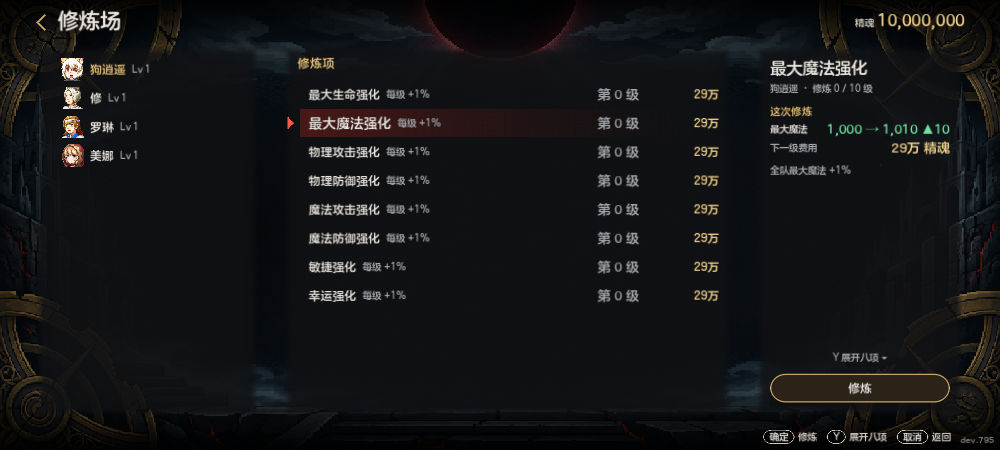 修炼场
精魂 10,000,000
狗逍遥 Lv1
修 Lv1
罗琳 Lv1
美娜 Lv1
修炼项
最大生命强化 每级 +1% 第 0 级 29万
最大魔法强化 每级 +1% 第 0 级 29万
物理攻击强化 每级 +1% 第 0 级 29万
物理防御强化 每级 +1% 第 0 级 29万
魔法攻击强化 每级 +1% 第 0 级 29万
魔法防御强化 每级 +1% 第 0 级 29万
敏捷强化 每级 +1% 第 0 级 29万
幸运强化 每级 +1% 第 0 级 29万
最大魔法强化
狗逍遥 · 修炼 0 / 10 级
这次修炼
最大魔法 1,000 → 1,010 ▲10
下一级费用 29万 精魂
全队最大魔法 +1%
Y 展开八项
修炼
确定 修炼 Y 展开八项 取消 返回
dev.795